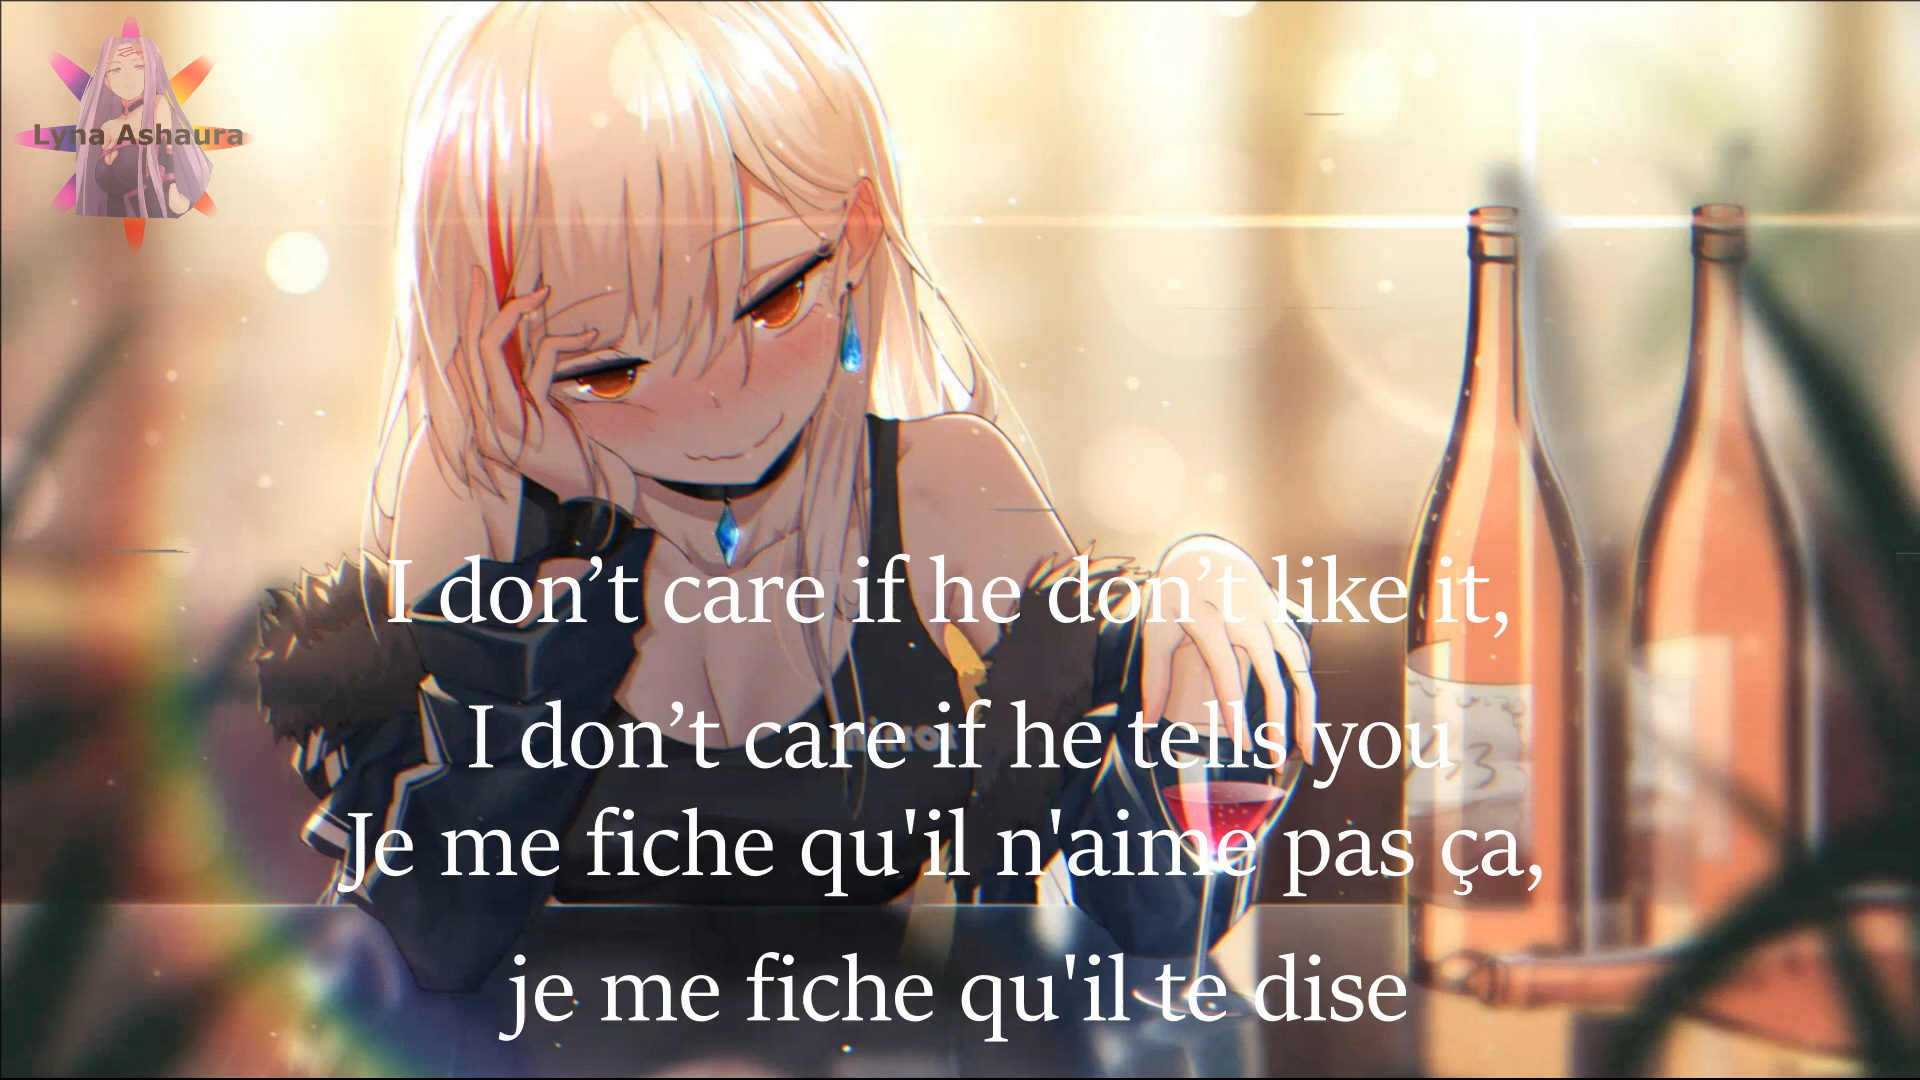 Lyna Ashaura
I don’t care if he don’t like it,
I don’t care if he tells you
Je me fiche qu'il n'aime pas ça,
je me fiche qu'il te dise